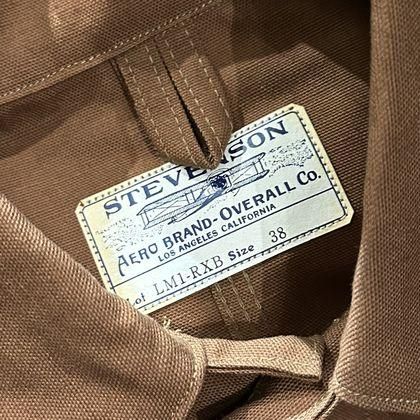 STEVENSON
AERO BRAND-OVERALL CO.
LOS ANGELES CALIFORNIA
Lot LM1-RXB Size 38